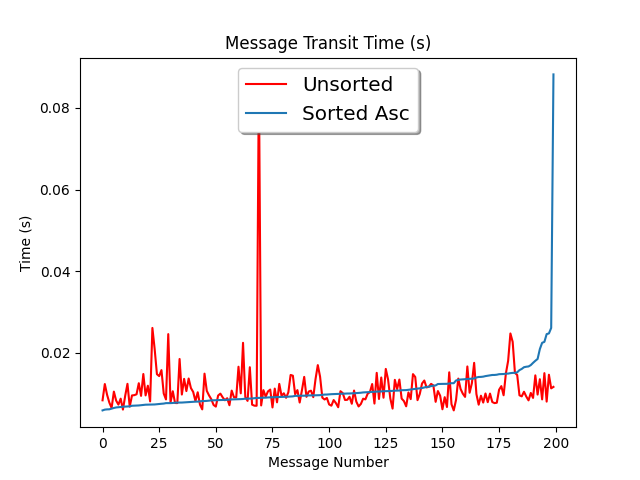 Message Transit Time (s)
Unsorted
Sorted Asc
0.08
0.06
0.04
0.02
Time (s)
0
25
50
75
100
125
150
175
200
Message Number